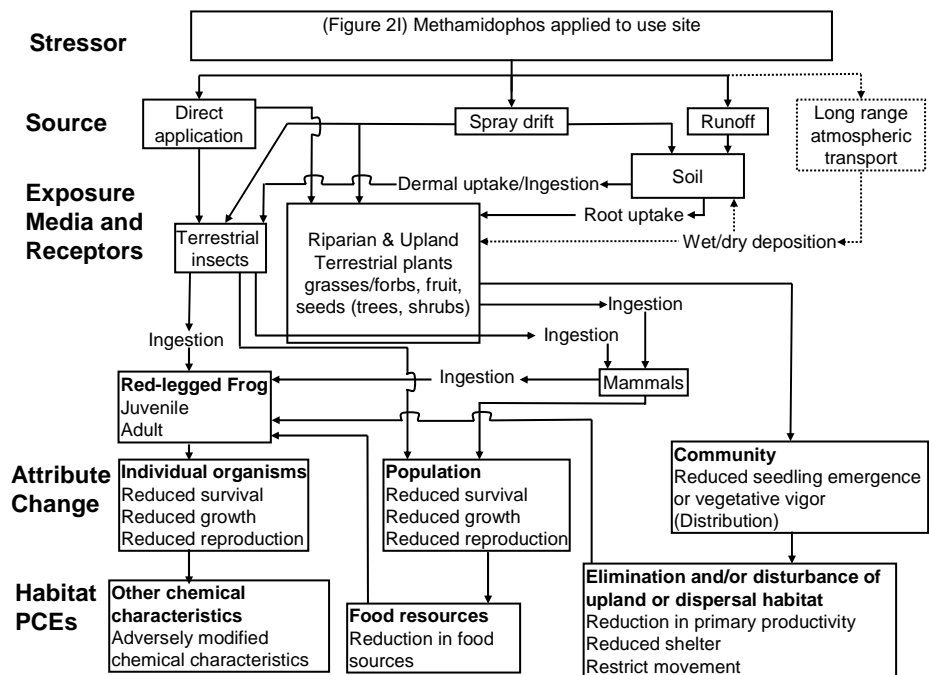 Stressor
(Figure 2I) Methamidophos applied to use site
Source
Direct
application
Spray drift
Runoff
Long range
atmospheric
transport
Exposure
Media and
Receptors
Dermal uptake/Ingestion
Soil
Root uptake
Wet/dry deposition
Terrestrial
insects
Riparian & Upland
Terrestrial plants
grasses/forbs, fruit,
seeds (trees, shrubs)
Ingestion
Ingestion
Ingestion
Ingestion
Mammals
Red-legged Frog
Juvenile
Adult
Attribute
Change
Individual organisms
Reduced survival
Reduced growth
Reduced reproduction
Population
Reduced survival
Reduced growth
Reduced reproduction
Community
Reduced seedling emergence
or vegetative vigor
(Distribution)
Habitat
PCEs
Other chemical
characteristics
Adversely modified
chemical characteristics
Food resources
Reduction in food
sources
Elimination and/or disturbance of
upland or dispersal habitat
Reduction in primary productivity
Reduced shelter
Restrict movement